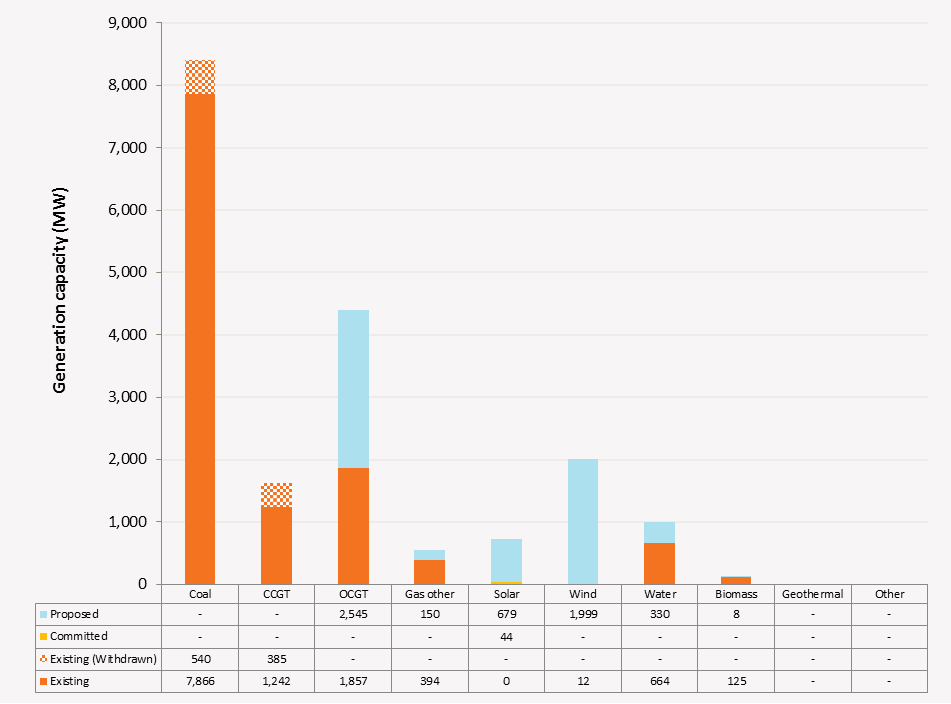 9,000
8,000
7,000
6,000
5,000
4,000
3,000
2,000
1,000
0
Generation capacity (MW)
Coal CCGT OCGT Gas other Solar Wind Water Biomass Geothermal Other
Proposed - - 2,545 150 679 1,999 330 8 - -
Committed - - - - 44 - - - - -
Existing (Withdrawn) 540 385 - - - - - - - -
Existing 7,866 1,242 1,857 394 0 12 664 125 - -